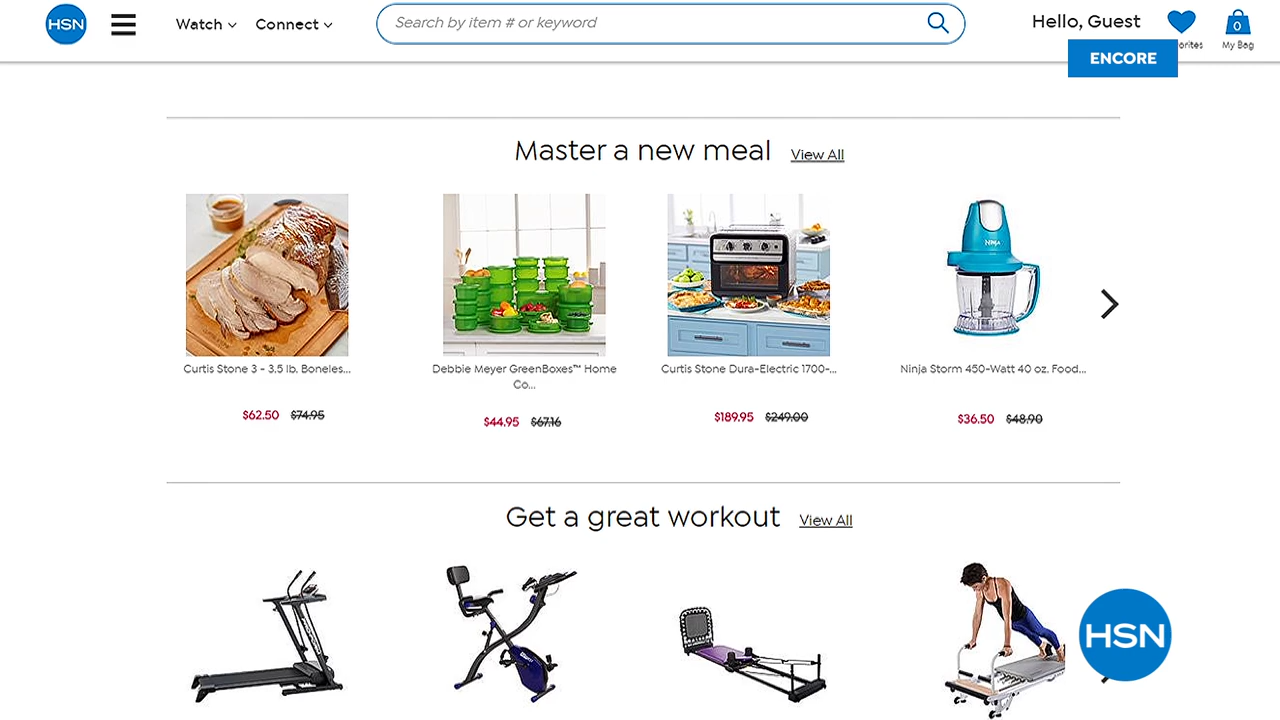 HSN
Watch
Connect
Search by item # or keyword
Hello, Guest
orites
0
My Bag
ENCORE
Master a new meal
View All
NINJA
Curtis Stone 3 - 3.5 lb. Boneles...
Debbie Meyer GreenBoxes™ Home
Co...
Curtis Stone Dura-Electric 1700-...
Ninja Storm 450-Watt 40 oz. Food...
$62.50 $74.95
$44.95 $67.16
$189.95 $249.00
$36.50 $48.90
Get a great workout
View All
HSN